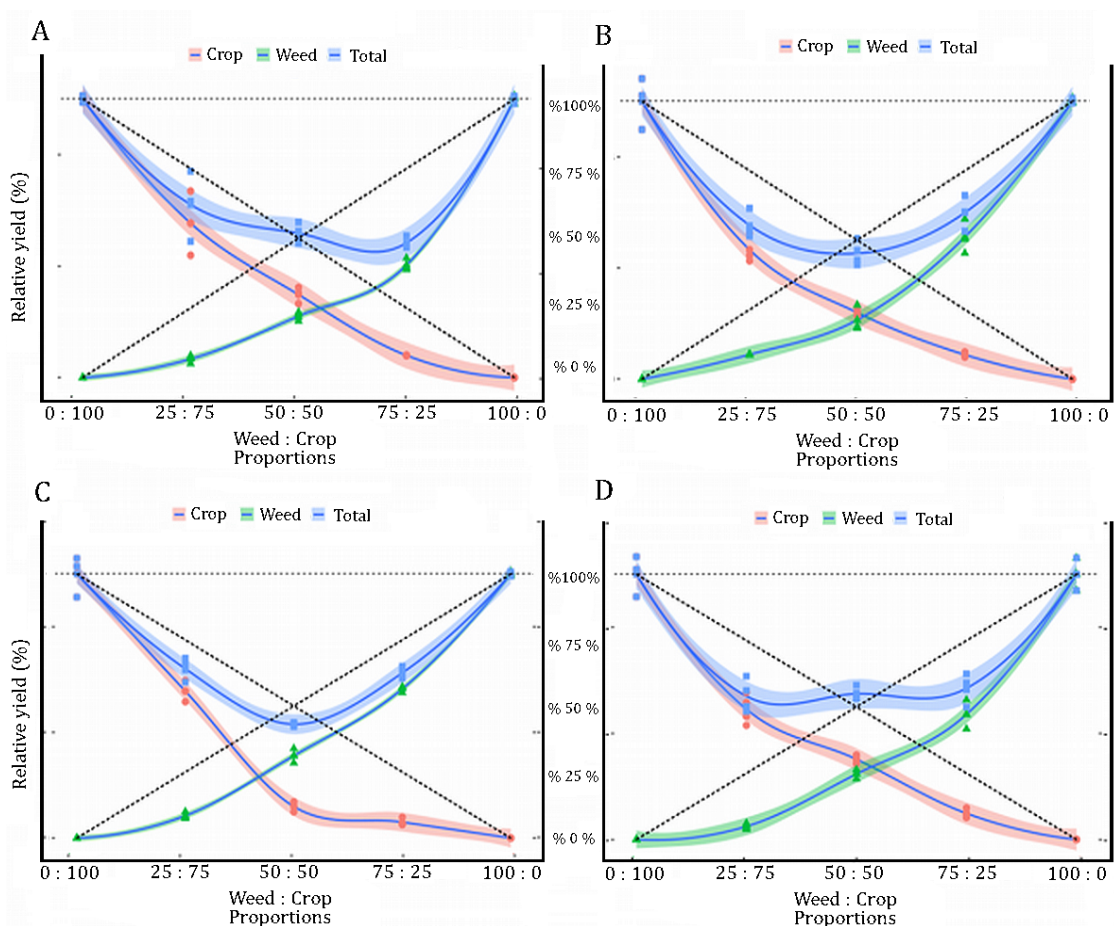 A
Crop Weed Total
Relative yield (%)
0 : 100 25 : 75 50 : 50 75 : 25 100 : 0
Weed : Crop
Proportions
%100%
% 75 %
% 50 %
% 25 %
% 0 %
B
Crop Weed Total
0 : 100 25 : 75 50 : 50 75 : 25 100 : 0
Weed : Crop
Proportions
C
Crop Weed Total
Relative yield (%)
0 : 100 25 : 75 50 : 50 75 : 25 100 : 0
Weed : Crop
Proportions
%100%
% 75 %
% 50 %
% 25 %
% 0 %
D
Crop Weed Total
0 : 100 25 : 75 50 : 50 75 : 25 100 : 0
Weed : Crop
Proportions